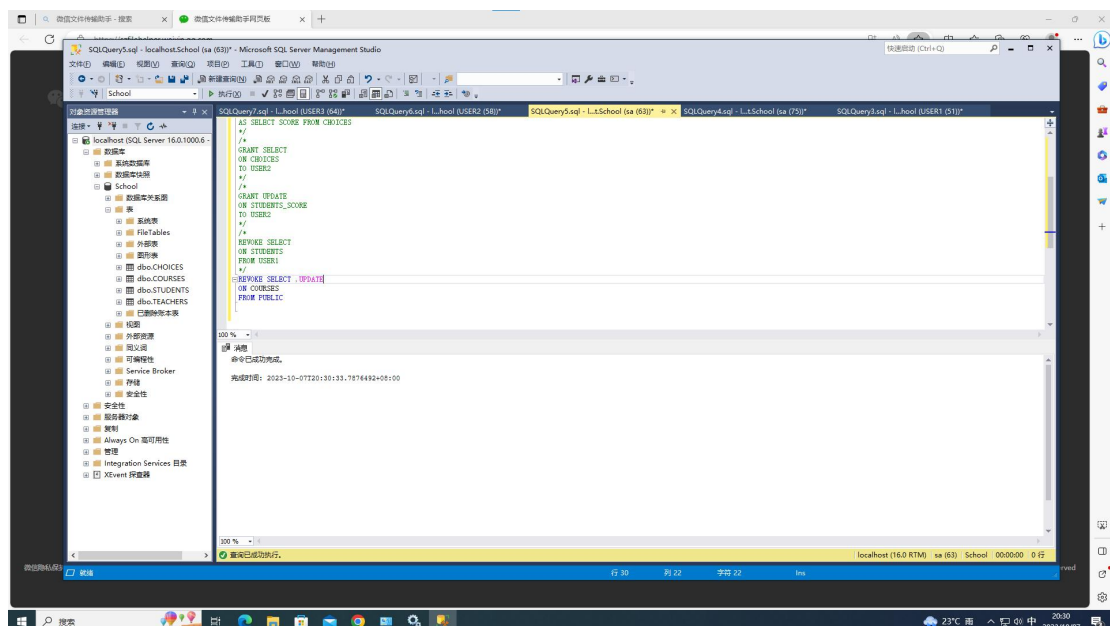 微信文件传输助手 - 搜索
微信文件传输助手网页版
SQLQuery5.sql - localhost.School (sa (63))* - Microsoft SQL Server Management Studio
快速启动 (Ctrl+Q)
文件(F) 编辑(E) 视图(V) 查询(Q) 项目(P) 工具(T) 窗口(W) 帮助(H)
新建查询(N)
School
执行(X)
对象资源管理器
SQLQuery7.sql - l...hool (USER3 (64))*
SQLQuery6.sql - l...hool (USER2 (58))*
SQLQuery5.sql - l...t.School (sa (63))*
SQLQuery4.sql - l...t.School (sa (75))*
SQLQuery3.sql - l...hool (USER1 (51))*
连接
localhost (SQL Server 16.0.1000.6 -
数据库
系统数据库
数据库快照
School
数据库关系图
表
系统表
FileTables
外部表
图形表
dbo.CHOICES
dbo.COURSES
dbo.STUDENTS
dbo.TEACHERS
已删除账本表
视图
外部资源
同义词
可编程性
Service Broker
存储
安全性
安全性
服务器对象
复制
Always On 高可用性
管理
Integration Services 目录
XEvent 探查器
AS SELECT SCORE FROM CHOICES
*/
/*
GRANT SELECT
ON CHOICES
TO USER2
*/
/*
GRANT UPDATE
ON STUDENTS_SCORE
TO USER2
*/
/*
REVOKE SELECT
ON STUDENTS
FROM USER1
*/
REVOKE SELECT ,UPDATE
ON COURSES
FROM PUBLIC
100 %
消息
命令已成功完成。
完成时间: 2023-10-07T20:30:33.7876492+08:00
100 %
查询已成功执行。
localhost (16.0 RTM) sa (63) School 00:00:00 0 行
就绪
行 30 列 22 字符 22 Ins
搜索
23°C 雨
中
20:30